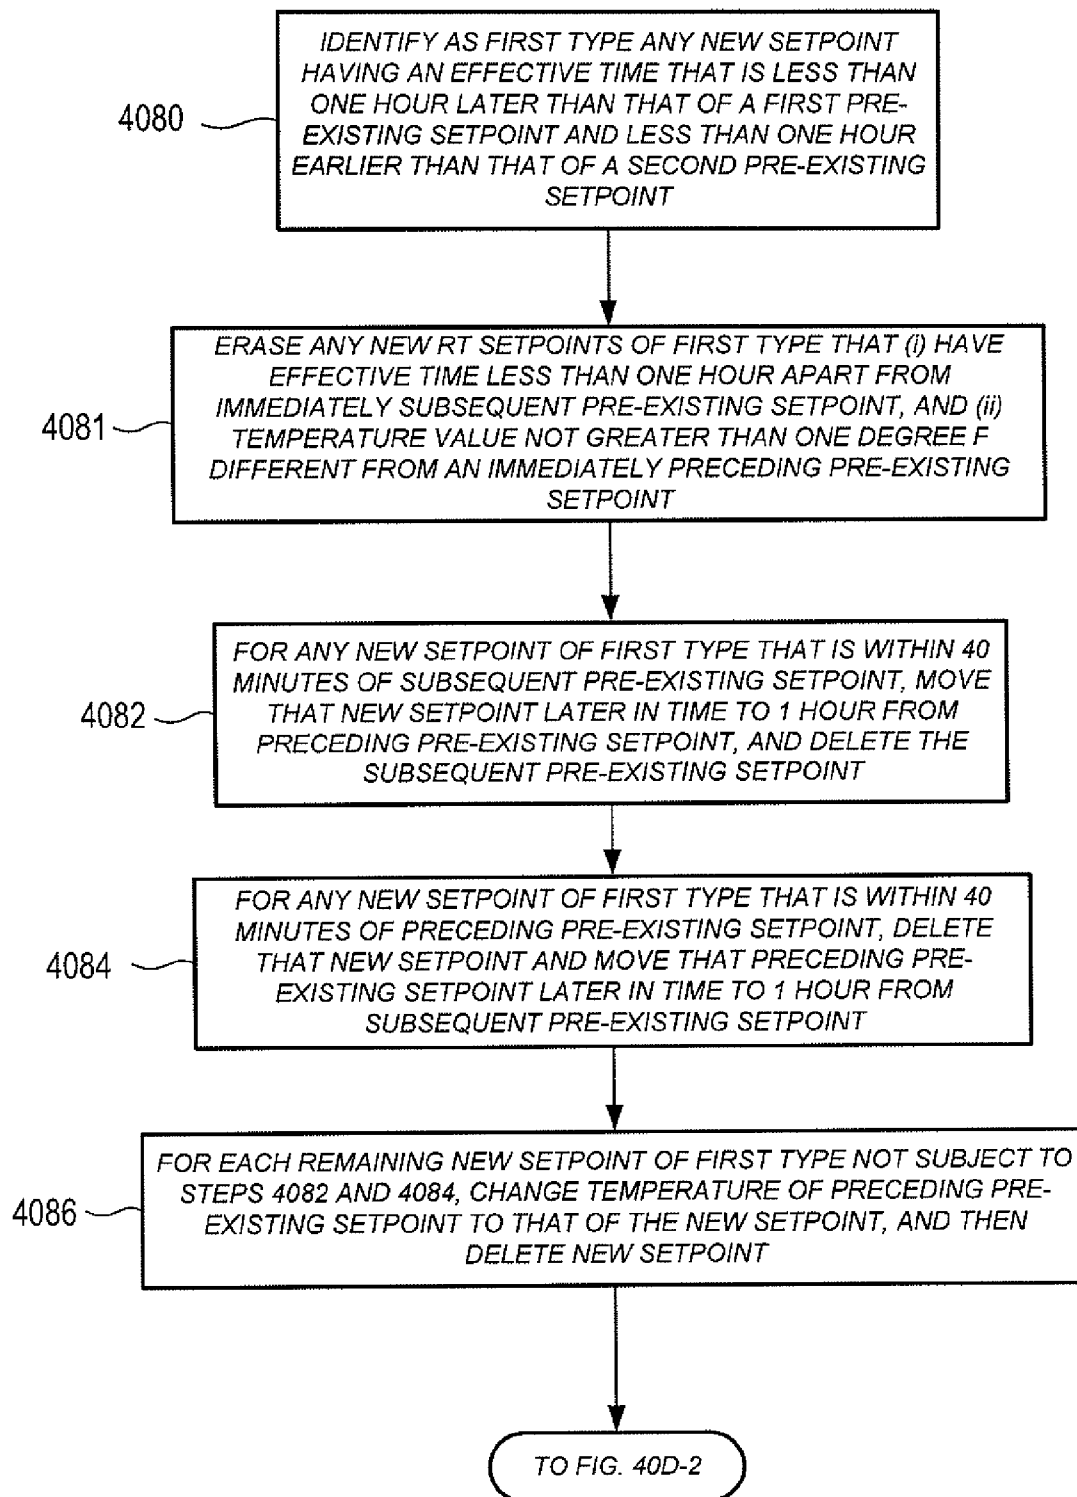 IDENTIFY AS FIRST TYPE ANY NEW SETPOINT
HAVING AN EFFECTIVE TIME THAT IS LESS THAN
ONE HOUR LATER THAN THAT OF A FIRST PRE-
EXISTING SETPOINT AND LESS THAN ONE HOUR
EARLIER THAN THAT OF A SECOND PRE-EXISTING
SETPOINT
4080
ERASE ANY NEW RT SETPOINTS OF FIRST TYPE THAT (i) HAVE
EFFECTIVE TIME LESS THAN ONE HOUR APART FROM
IMMEDIATELY SUBSEQUENT PRE-EXISTING SETPOINT, AND (ii)
TEMPERATURE VALUE NOT GREATER THAN ONE DEGREE F
DIFFERENT FROM AN IMMEDIATELY PRECEDING PRE-EXISTING
SETPOINT
4081
FOR ANY NEW SETPOINT OF FIRST TYPE THAT IS WITHIN 40
MINUTES OF SUBSEQUENT PRE-EXISTING SETPOINT, MOVE
THAT NEW SETPOINT LATER IN TIME TO 1 HOUR FROM
PRECEDING PRE-EXISTING SETPOINT, AND DELETE THE
SUBSEQUENT PRE-EXISTING SETPOINT
4082
FOR ANY NEW SETPOINT OF FIRST TYPE THAT IS WITHIN 40
MINUTES OF PRECEDING PRE-EXISTING SETPOINT, DELETE
THAT NEW SETPOINT AND MOVE THAT PRECEDING PRE-
EXISTING SETPOINT LATER IN TIME TO 1 HOUR FROM
SUBSEQUENT PRE-EXISTING SETPOINT
4084
FOR EACH REMAINING NEW SETPOINT OF FIRST TYPE NOT SUBJECT TO
STEPS 4082 AND 4084, CHANGE TEMPERATURE OF PRECEDING PRE-
EXISTING SETPOINT TO THAT OF THE NEW SETPOINT, AND THEN
DELETE NEW SETPOINT
4086
TO FIG. 40D-2